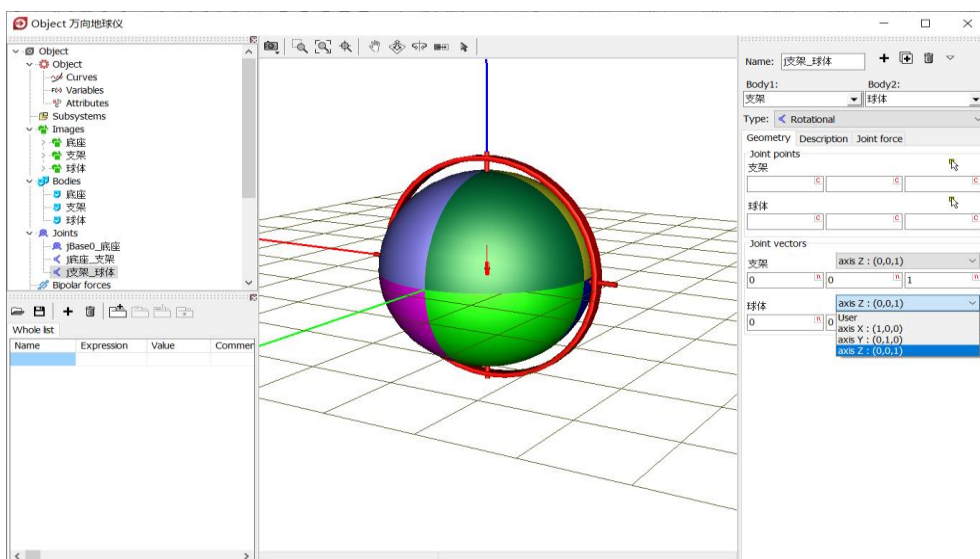 Object 万向地球仪
Object
Object
Curves
Variables
Attributes
Subsystems
Images
底座
支架
球体
Bodies
底座
支架
球体
Joints
jBase0_底座
j底座_支架
j支架_球体
Bipolar forces
Whole list
Name Expression Value Commen
Name: j支架_球体
Body1: Body2:
支架 球体
Type: Rotational
Geometry Description Joint force
Joint points
支架
C C C
球体
C C C
Joint vectors
支架 axis Z : (0,0,1)
0 n 0 n 1 n
球体 axis Z : (0,0,1)
0 n 0
User
axis X : (1,0,0)
axis Y : (0,1,0)
axis Z : (0,0,1)